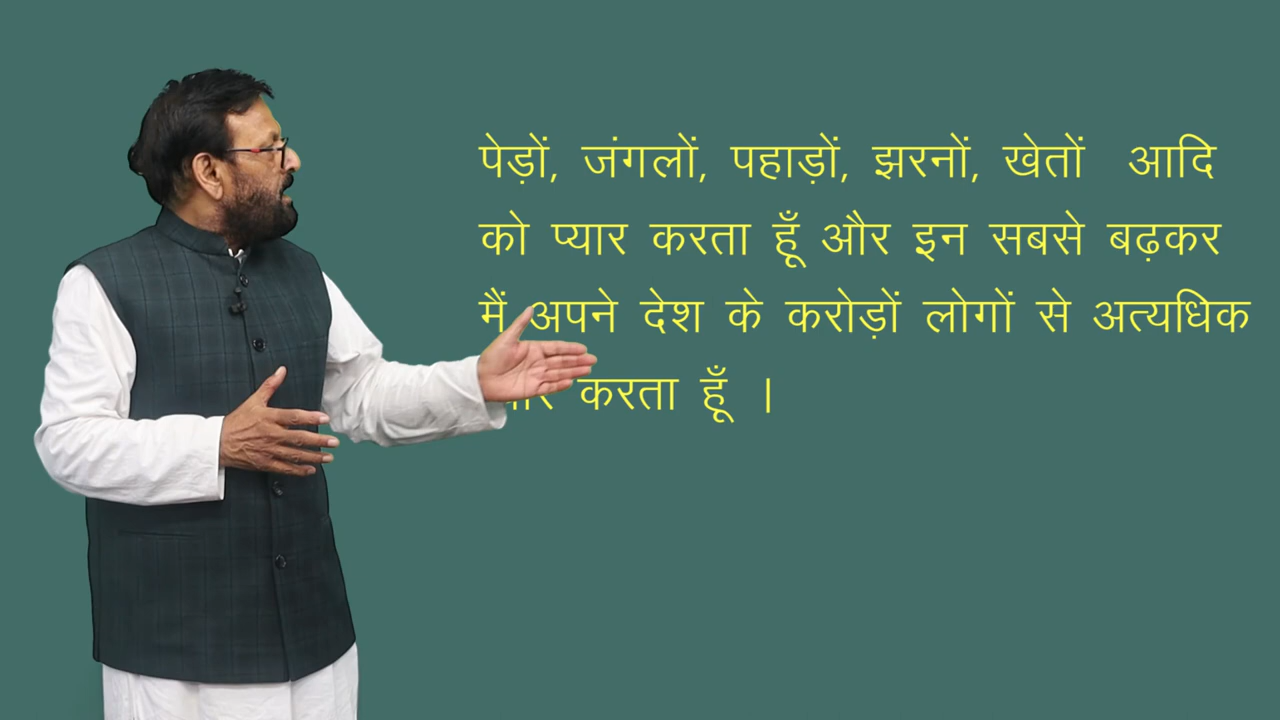 पेड़ों, जंगलों, पहाड़ों, झरनों, खेतों आदि
को प्यार करता हूँ और इन सबसे बढ़कर
मैं अपने देश के करोड़ों लोगों से अत्यधिक
करता हूँ ।